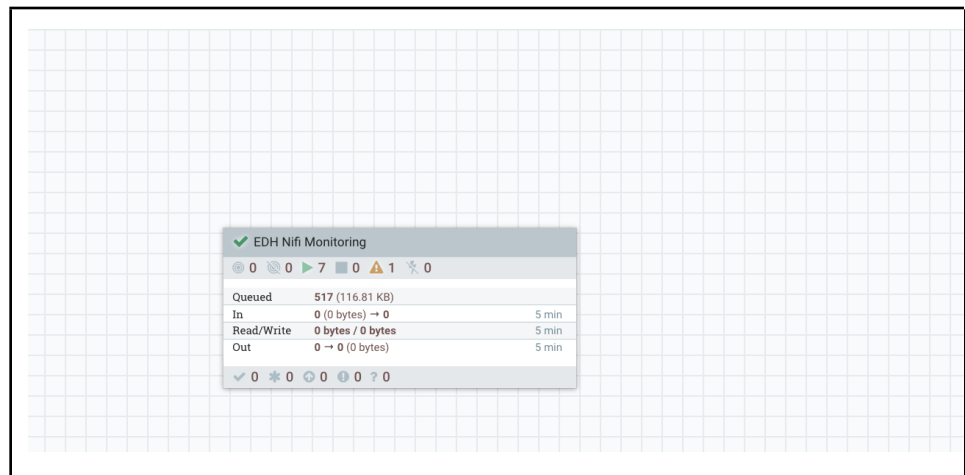 EDH Nifi Monitoring
0 0 7 0 1 0
Queued 517 (116.81 KB)
In 0 (0 bytes) → 0 5 min
Read/Write 0 bytes / 0 bytes 5 min
Out 0 → 0 (0 bytes) 5 min
0 0 0 0 ? 0